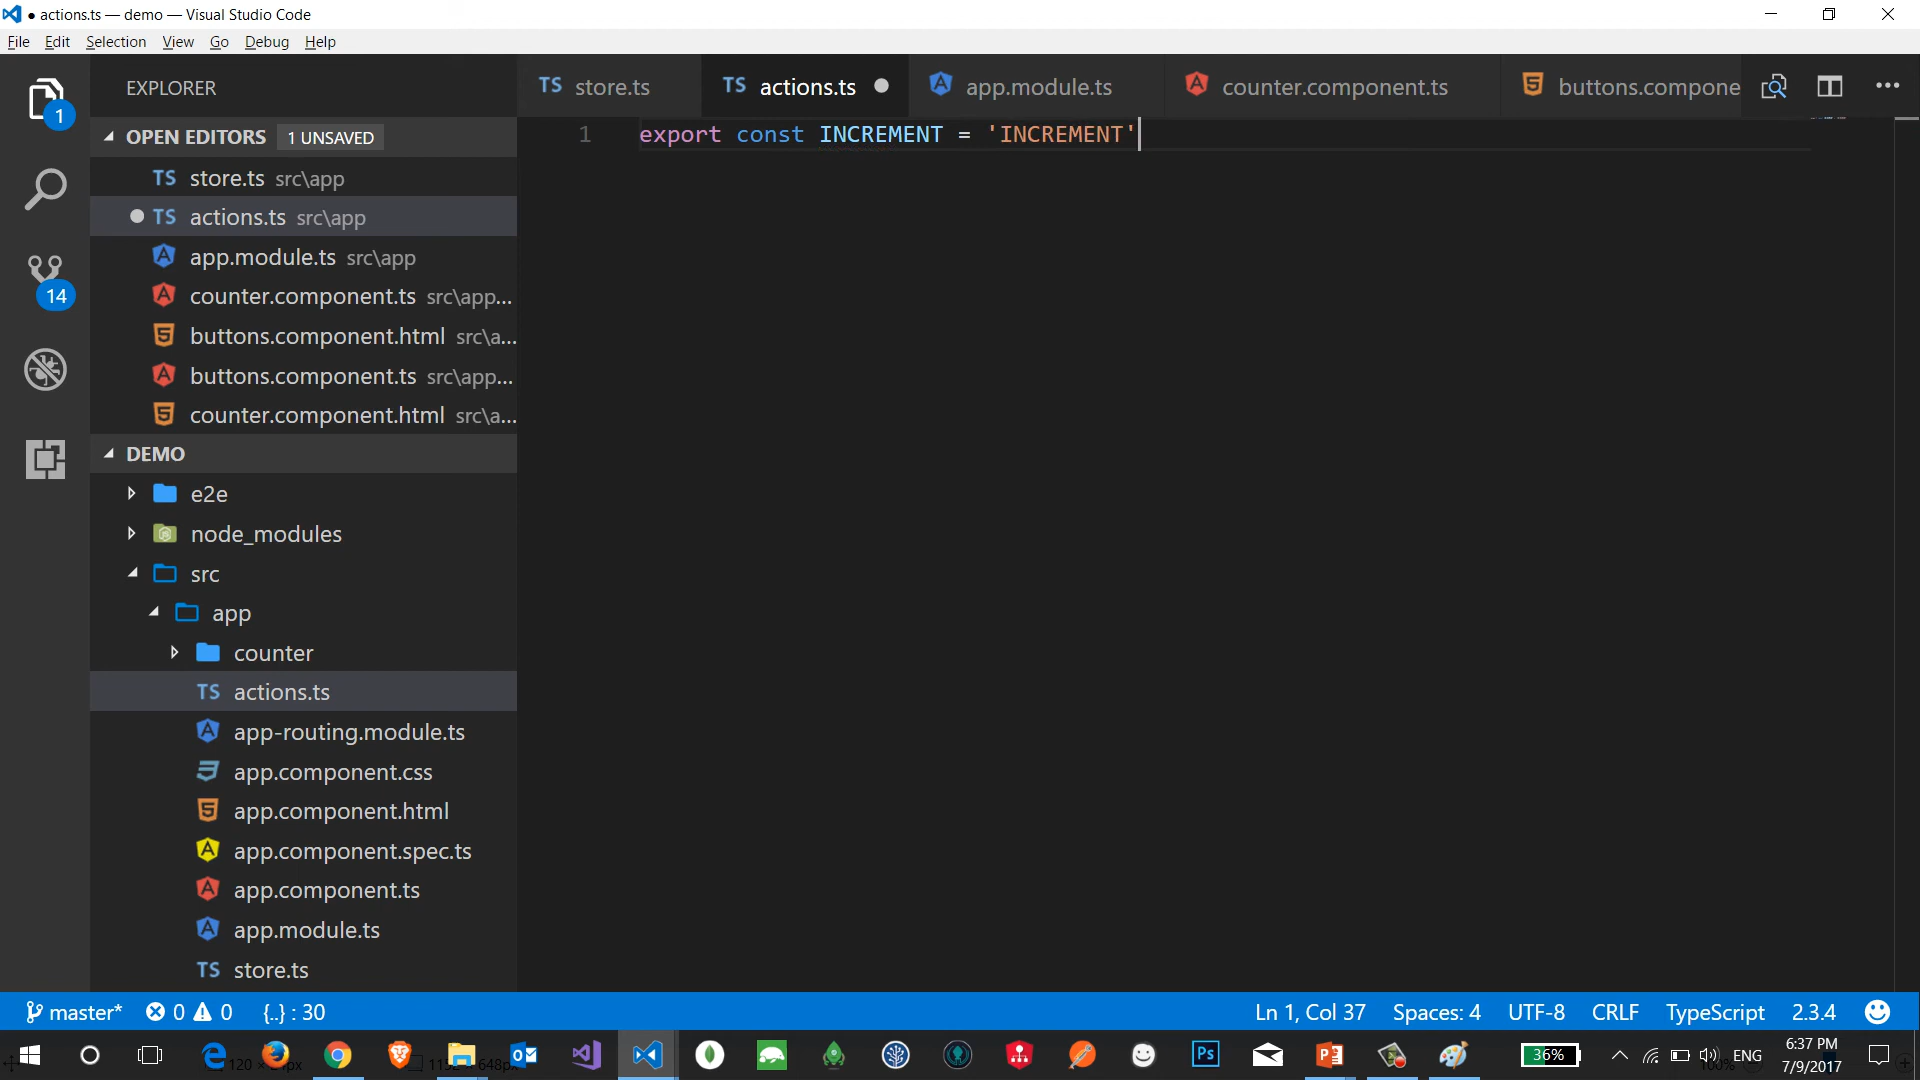 ● actions.ts — demo — Visual Studio Code
File Edit Selection View Go Debug Help
EXPLORER
1
OPEN EDITORS 1 UNSAVED
TS store.ts src\app
● TS actions.ts src\app
app.module.ts src\app
counter.component.ts src\app...
buttons.component.html src\a...
buttons.component.ts src\app...
counter.component.html src\a...
14
DEMO
e2e
node_modules
src
app
counter
TS actions.ts
app-routing.module.ts
app.component.css
app.component.html
app.component.spec.ts
app.component.ts
app.module.ts
TS store.ts
TS store.ts TS actions.ts ● app.module.ts counter.component.ts buttons.compone
1 export const INCREMENT = 'INCREMENT'
master* 0 0 {..} : 30 Ln 1, Col 37 Spaces: 4 UTF-8 CRLF TypeScript 2.3.4
Ps 36% ENG 6:37 PM
7/9/2017